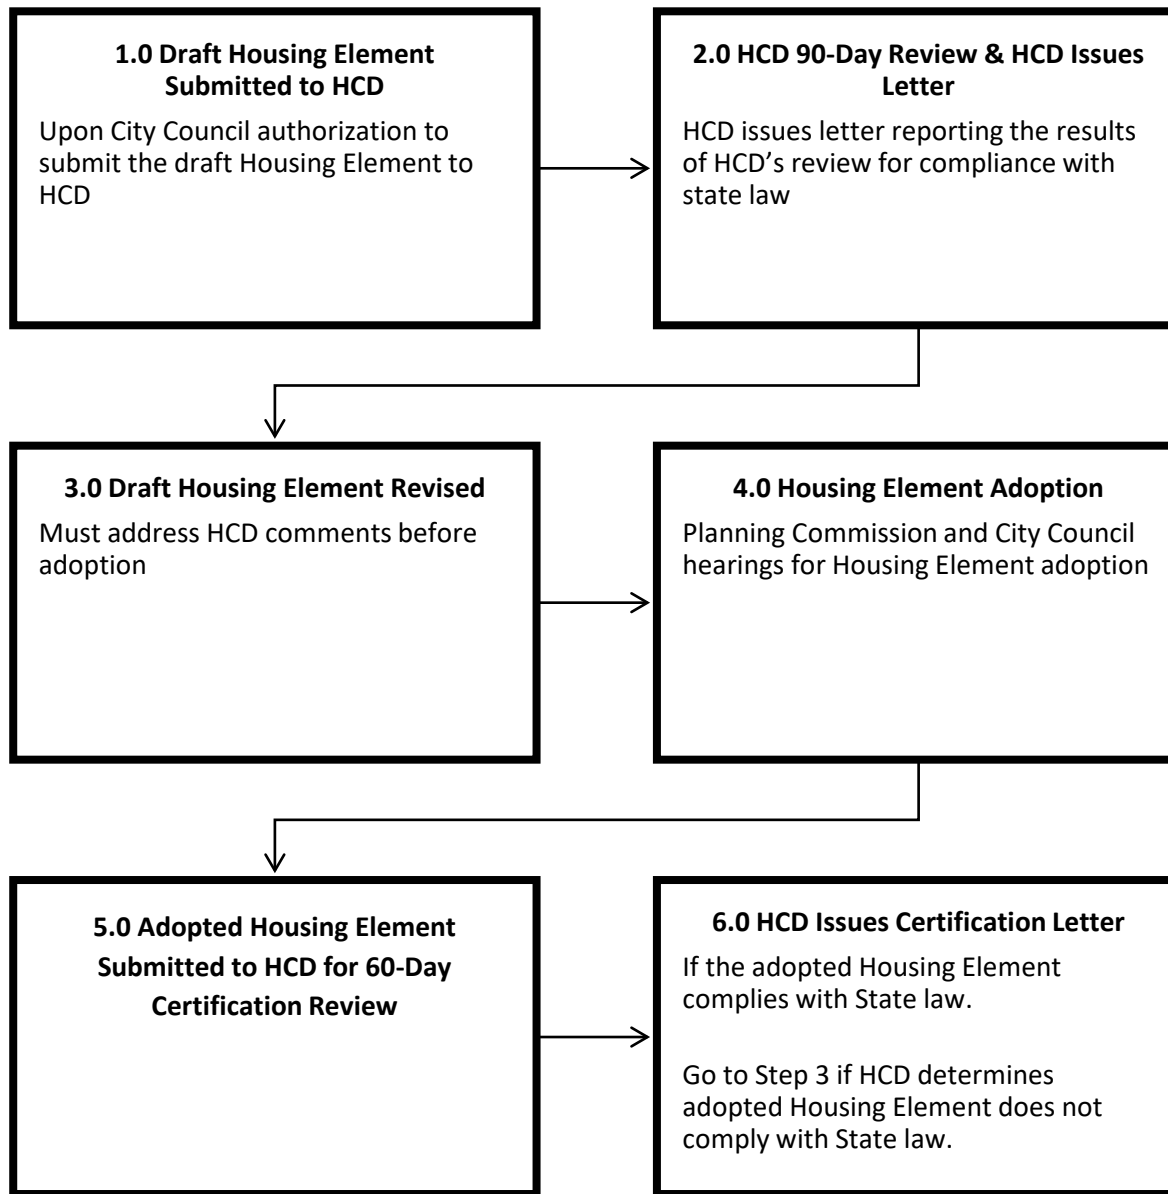 1.0 Draft Housing Element
Submitted to HCD
Upon City Council authorization to
submit the draft Housing Element to
HCD
2.0 HCD 90-Day Review & HCD Issues
Letter
HCD issues letter reporting the results
of HCD’s review for compliance with
state law
3.0 Draft Housing Element Revised
Must address HCD comments before
adoption
4.0 Housing Element Adoption
Planning Commission and City Council
hearings for Housing Element adoption
5.0 Adopted Housing Element
Submitted to HCD for 60-Day
Certification Review
6.0 HCD Issues Certification Letter
If the adopted Housing Element
complies with State law.
Go to Step 3 if HCD determines
adopted Housing Element does not
comply with State law.